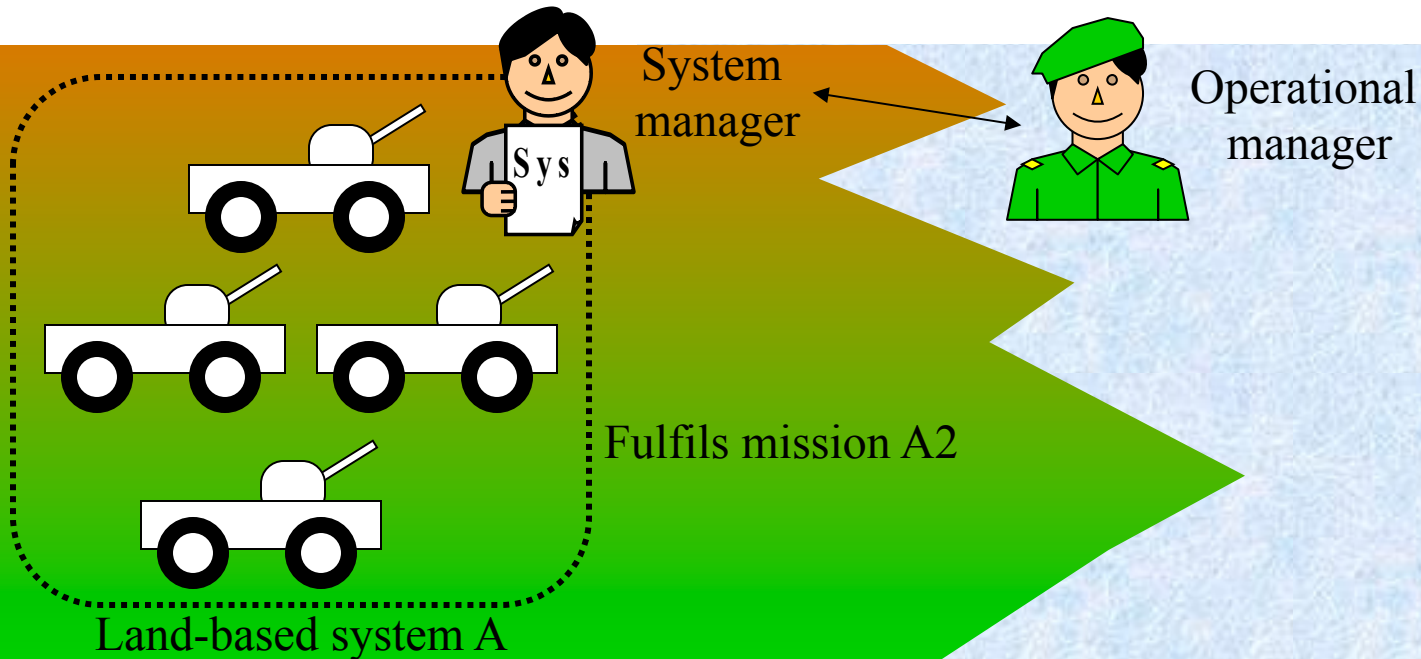 System
manager
Operational
manager
Sys
Fulfils mission A2
Land-based system A